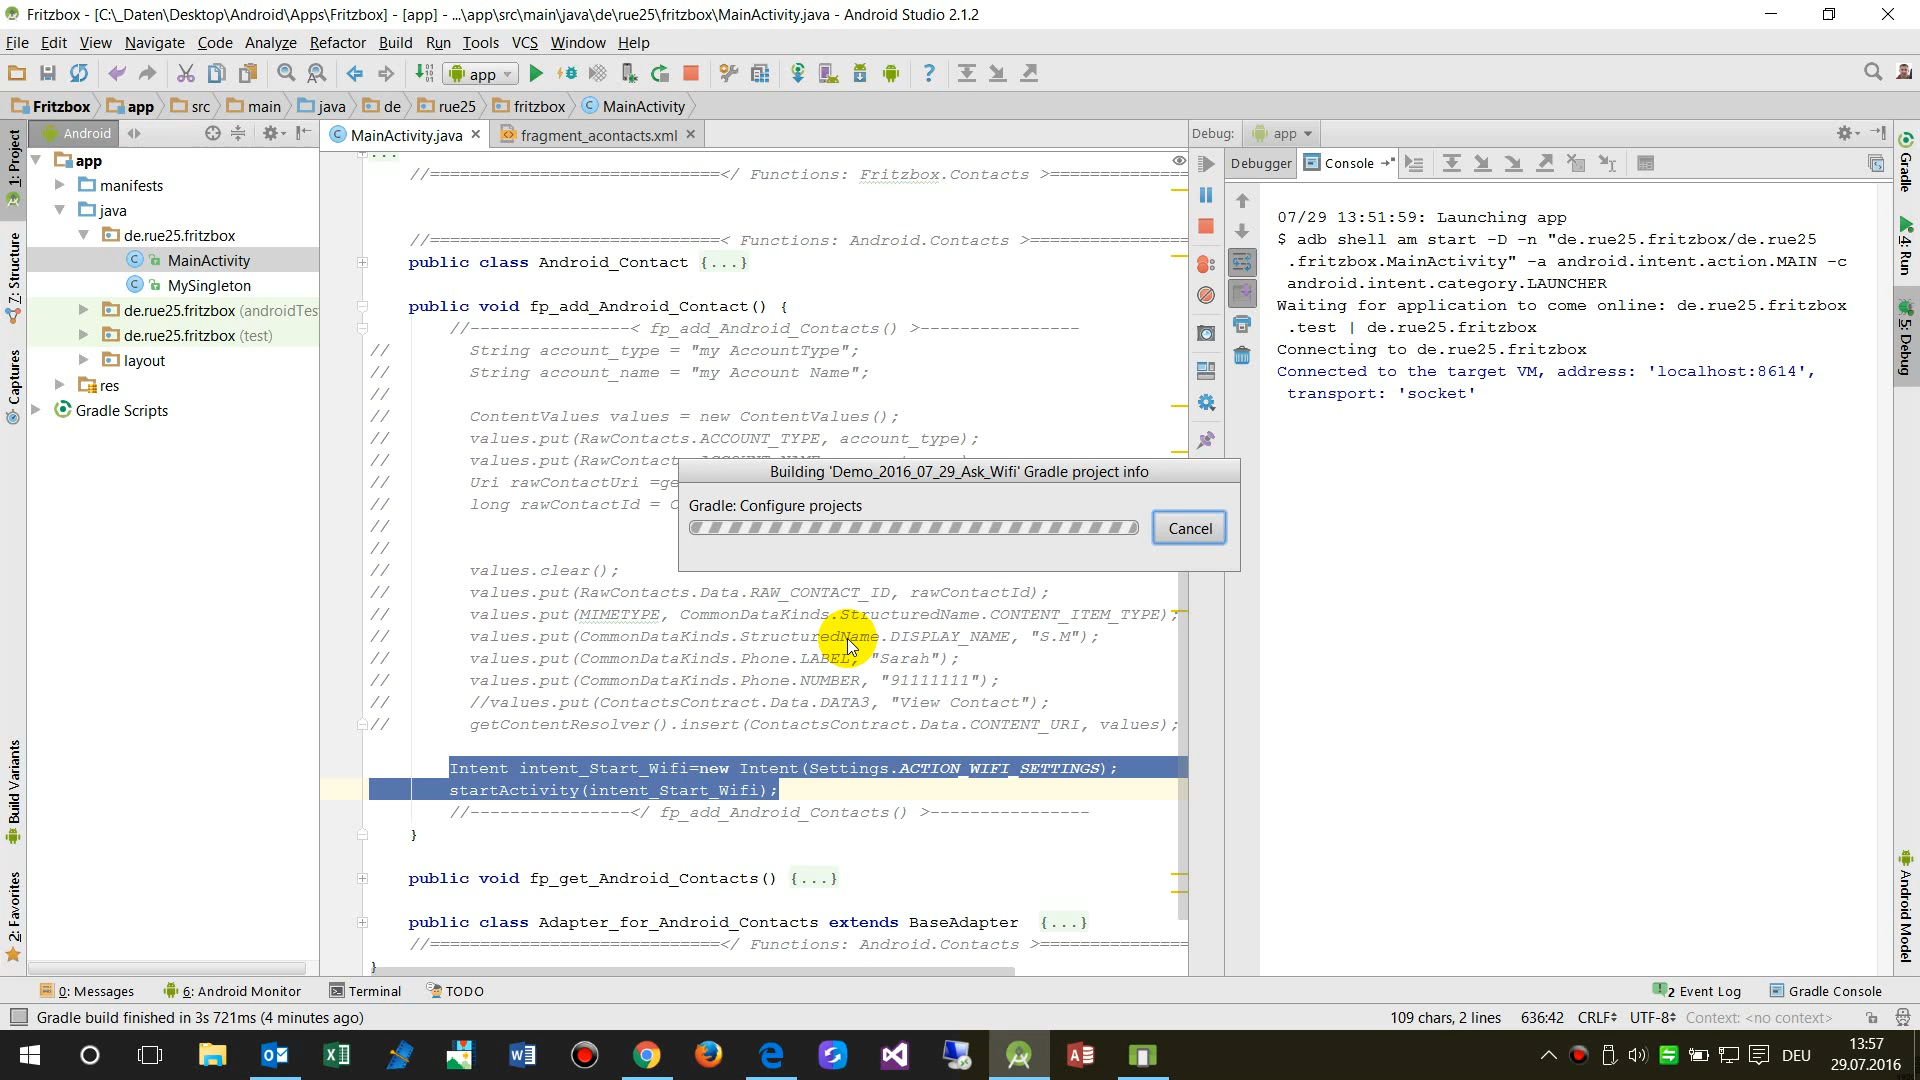 Fritzbox - [C:\_Daten\Desktop\Android\Apps\Fritzbox] - [app] - ...\app\src\main\java\de\rue25\fritzbox\MainActivity.java - Android Studio 2.1.2
File Edit View Navigate Code Analyze Refactor Build Run Tools VCS Window Help
app
Fritzbox app src main java de rue25 fritzbox MainActivity
Android
MainActivity.java fragment_acontacts.xml
Debug: app
1: Project
7: Structure
Captures
Build Variants
2: Favorites
app
manifests
java
de.rue25.fritzbox
MainActivity
MySingleton
de.rue25.fritzbox (androidTes
de.rue25.fritzbox (test)
layout
res
Gradle Scripts
...
//=============================</ Functions: Fritzbox.Contacts >==============
//=============================< Functions: Android.Contacts >===============
public class Android_Contact {...}
public void fp_add_Android_Contact() {
//----------------< fp_add_Android_Contacts() >----------------
// String account_type = "my AccountType";
// String account_name = "my Account Name";
//
// ContentValues values = new ContentValues();
// values.put(RawContacts.ACCOUNT_TYPE, account_type);
// values.put(RawContact
// Uri rawContactUri =ge
// long rawContactId = C
//
//
// values.clear();
// values.put(RawContacts.Data.RAW_CONTACT_ID, rawContactId);
// values.put(MIMETYPE, CommonDataKinds.StructuredName.CONTENT_ITEM_TYPE);
// values.put(CommonDataKinds.StructuredName.DISPLAY_NAME, "S.M");
// values.put(CommonDataKinds.Phone.LABEL, "Sarah");
// values.put(CommonDataKinds.Phone.NUMBER, "91111111");
// //values.put(ContactsContract.Data.DATA3, "View Contact");
// getContentResolver().insert(ContactsContract.Data.CONTENT_URI, values);
Intent intent_Start_Wifi=new Intent(Settings.ACTION_WIFI_SETTINGS);
startActivity(intent_Start_Wifi);
//----------------</ fp_add_Android_Contacts() >----------------
}
public void fp_get_Android_Contacts() {...}
public class Adapter_for_Android_Contacts extends BaseAdapter {...}
//=============================</ Functions: Android.Contacts >==============
}
Building 'Demo_2016_07_29_Ask_Wifi' Gradle project info
Gradle: Configure projects
Cancel
Debugger Console
07/29 13:51:59: Launching app
$ adb shell am start -D -n "de.rue25.fritzbox/de.rue25
.fritzbox.MainActivity" -a android.intent.action.MAIN -c
android.intent.category.LAUNCHER
Waiting for application to come online: de.rue25.fritzbox
.test | de.rue25.fritzbox
Connecting to de.rue25.fritzbox
Connected to the target VM, address: 'localhost:8614',
transport: 'socket'
Gradle
4: Run
5: Debug
Android Model
0: Messages 6: Android Monitor Terminal TODO 2 Event Log Gradle Console
Gradle build finished in 3s 721ms (4 minutes ago) 109 chars, 2 lines 636:42 CRLF UTF-8 Context: <no context>
DEU 13:57
29.07.2016